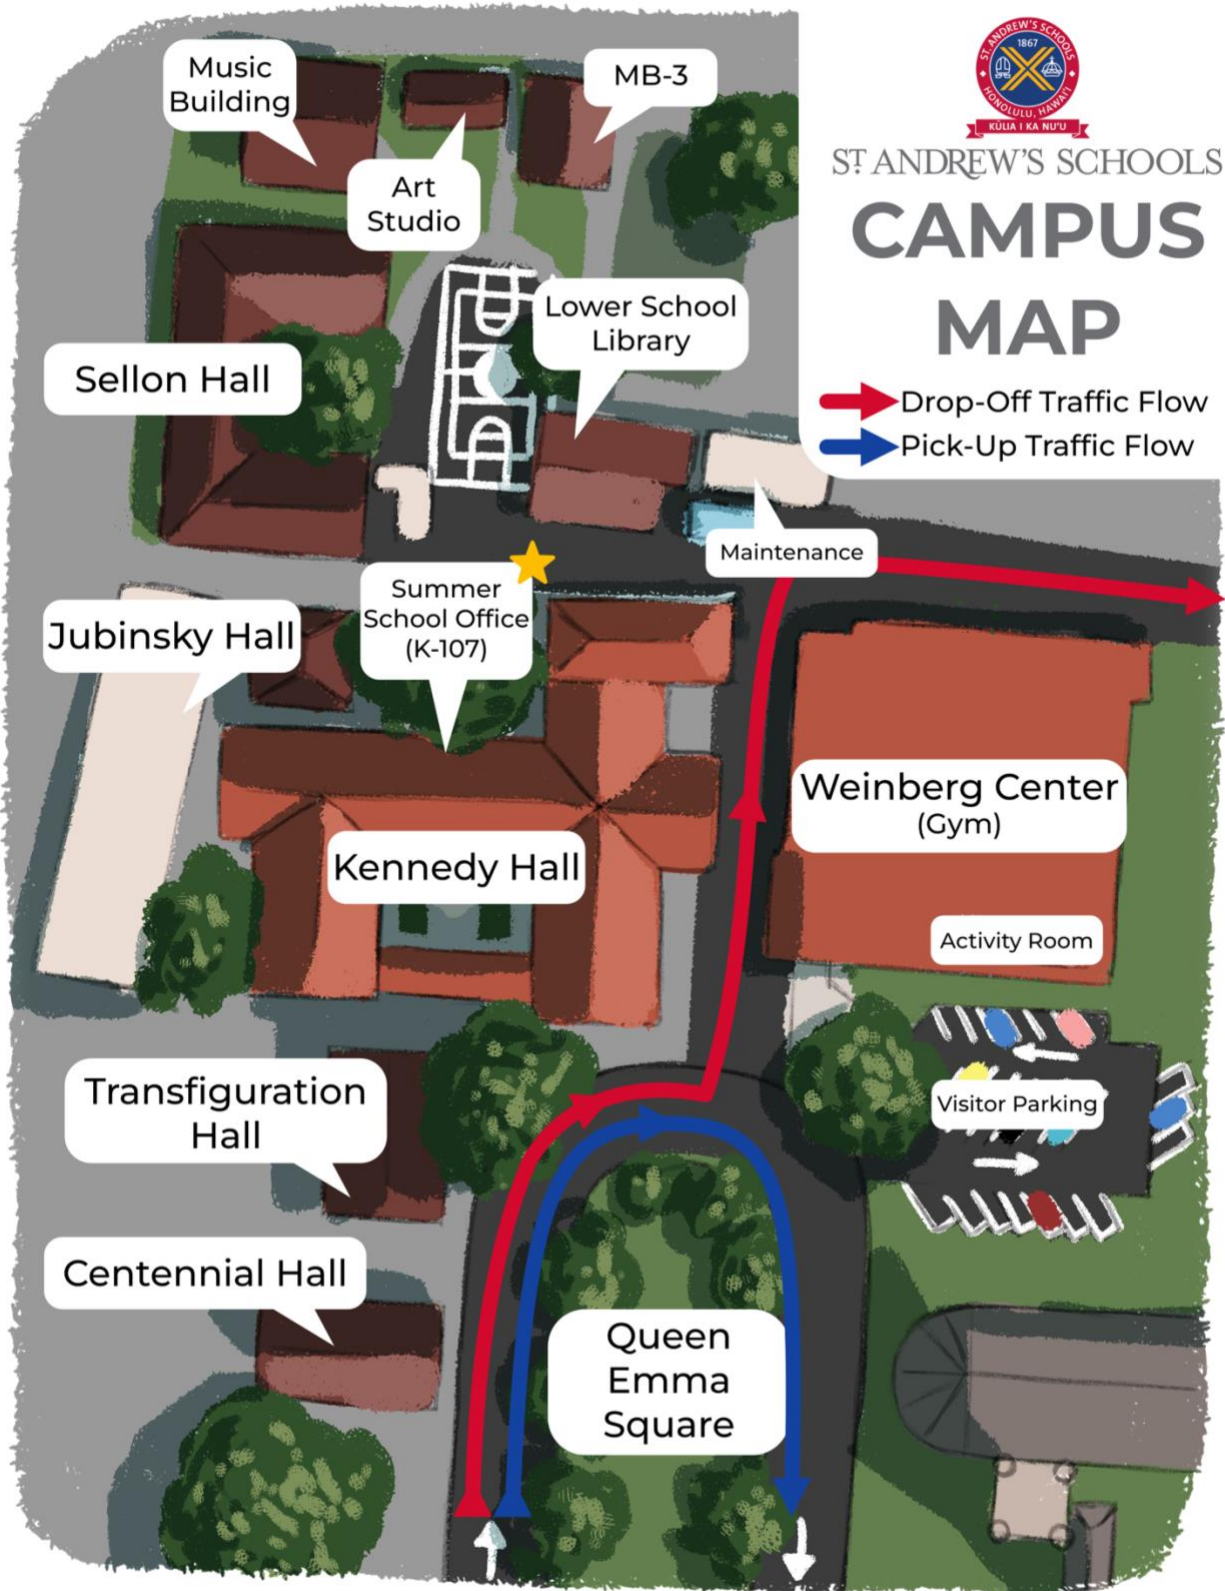 ST. ANDREW'S SCHOOLS
1867
HONOLULU, HAWAI'I
KŪLIA I KA NU'U
ST. ANDREW'S SCHOOLS
CAMPUS
MAP
Drop-Off Traffic Flow
Pick-Up Traffic Flow
Music
Building
MB-3
Art
Studio
Lower School
Library
Sellon Hall
Maintenance
Summer
School Office
(K-107)
Jubinsky Hall
Weinberg Center
(Gym)
Kennedy Hall
Activity Room
Transfiguration
Hall
Visitor Parking
Centennial Hall
Queen
Emma
Square